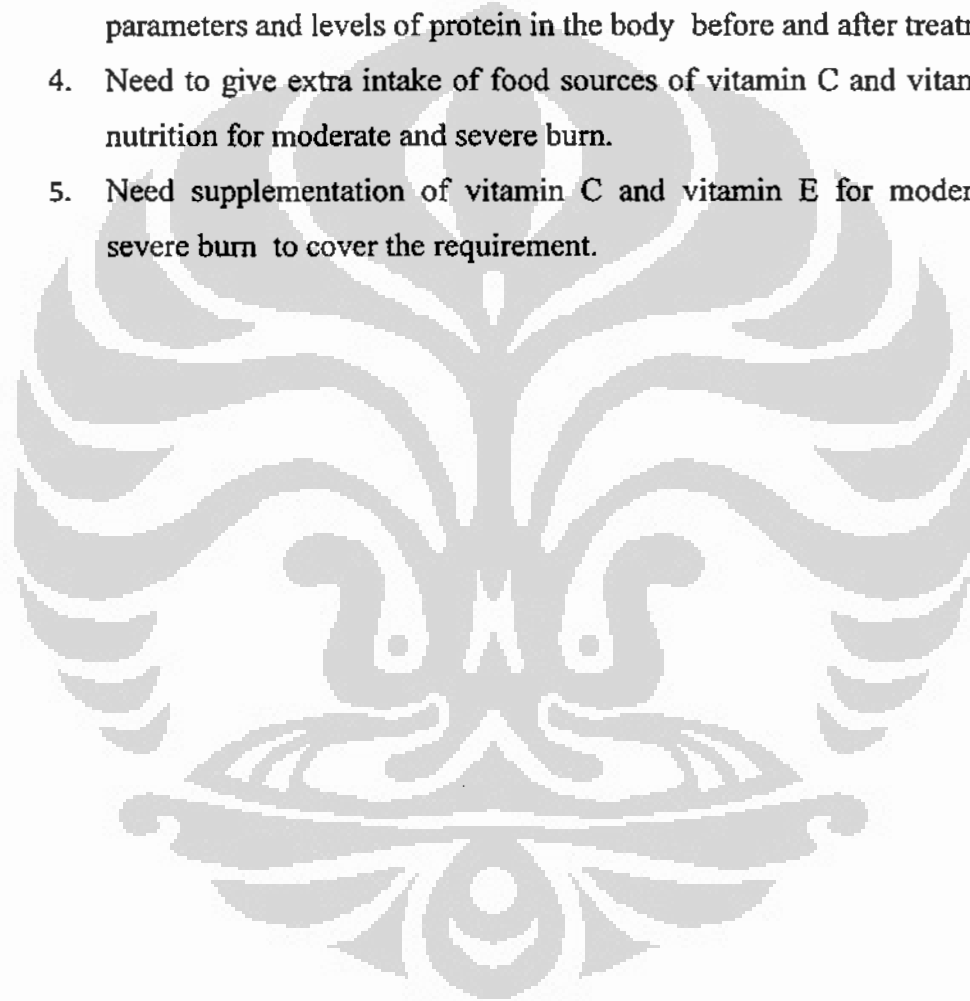 parameters and levels of protein in the body before and after treatm
4. Need to give extra intake of food sources of vitamin C and vitam
nutrition for moderate and severe burn.
5. Need supplementation of vitamin C and vitamin E for moder
severe burn to cover the requirement.